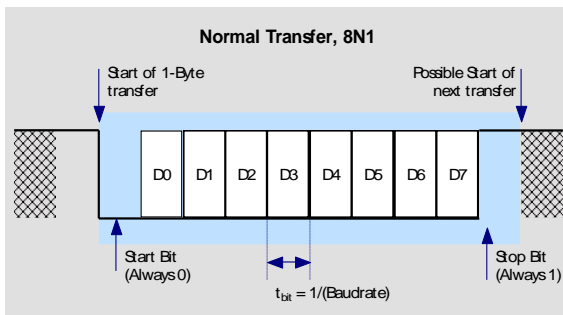 Normal Transfer, 8N1
Start of 1-Byte
transfer
Possible Start of
next transfer
D0
D1
D2
D3
D4
D5
D6
D7
Start Bit
(Always 0)
Stop Bit
(Always 1)
tbit = 1/(Baudrate)